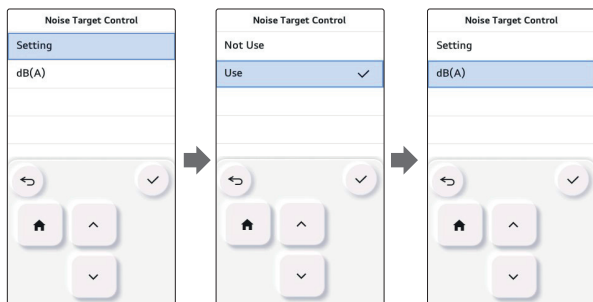 Noise Target Control
Setting
dB(A)
Noise Target Control
Not Use
Use
Noise Target Control
Setting
dB(A)